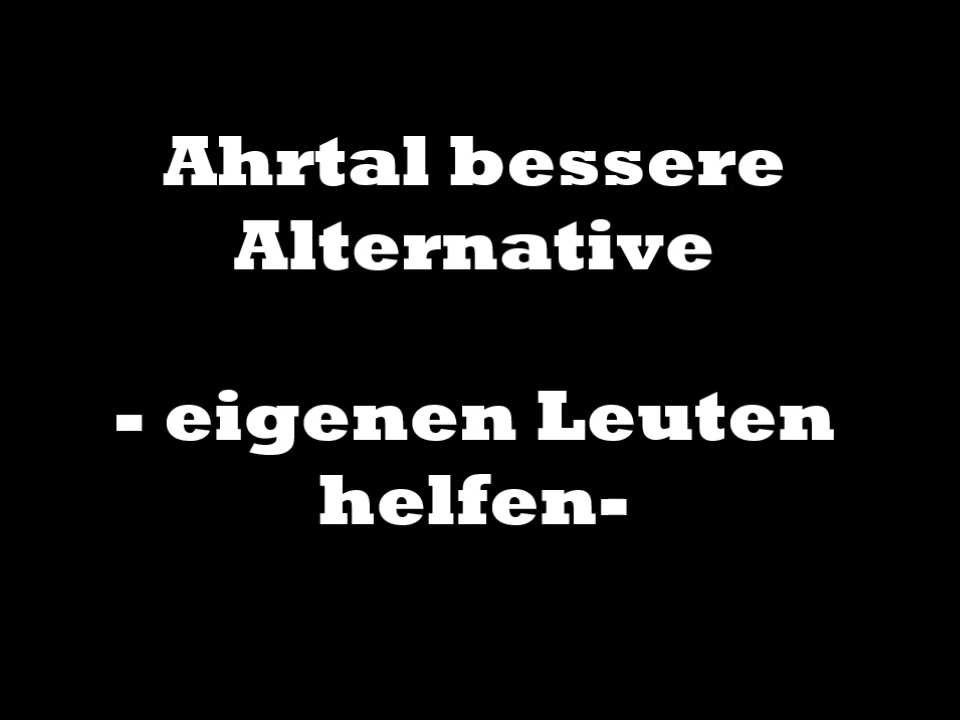 Ahrtal bessere
Alternative
- eigenen Leuten
helfen-